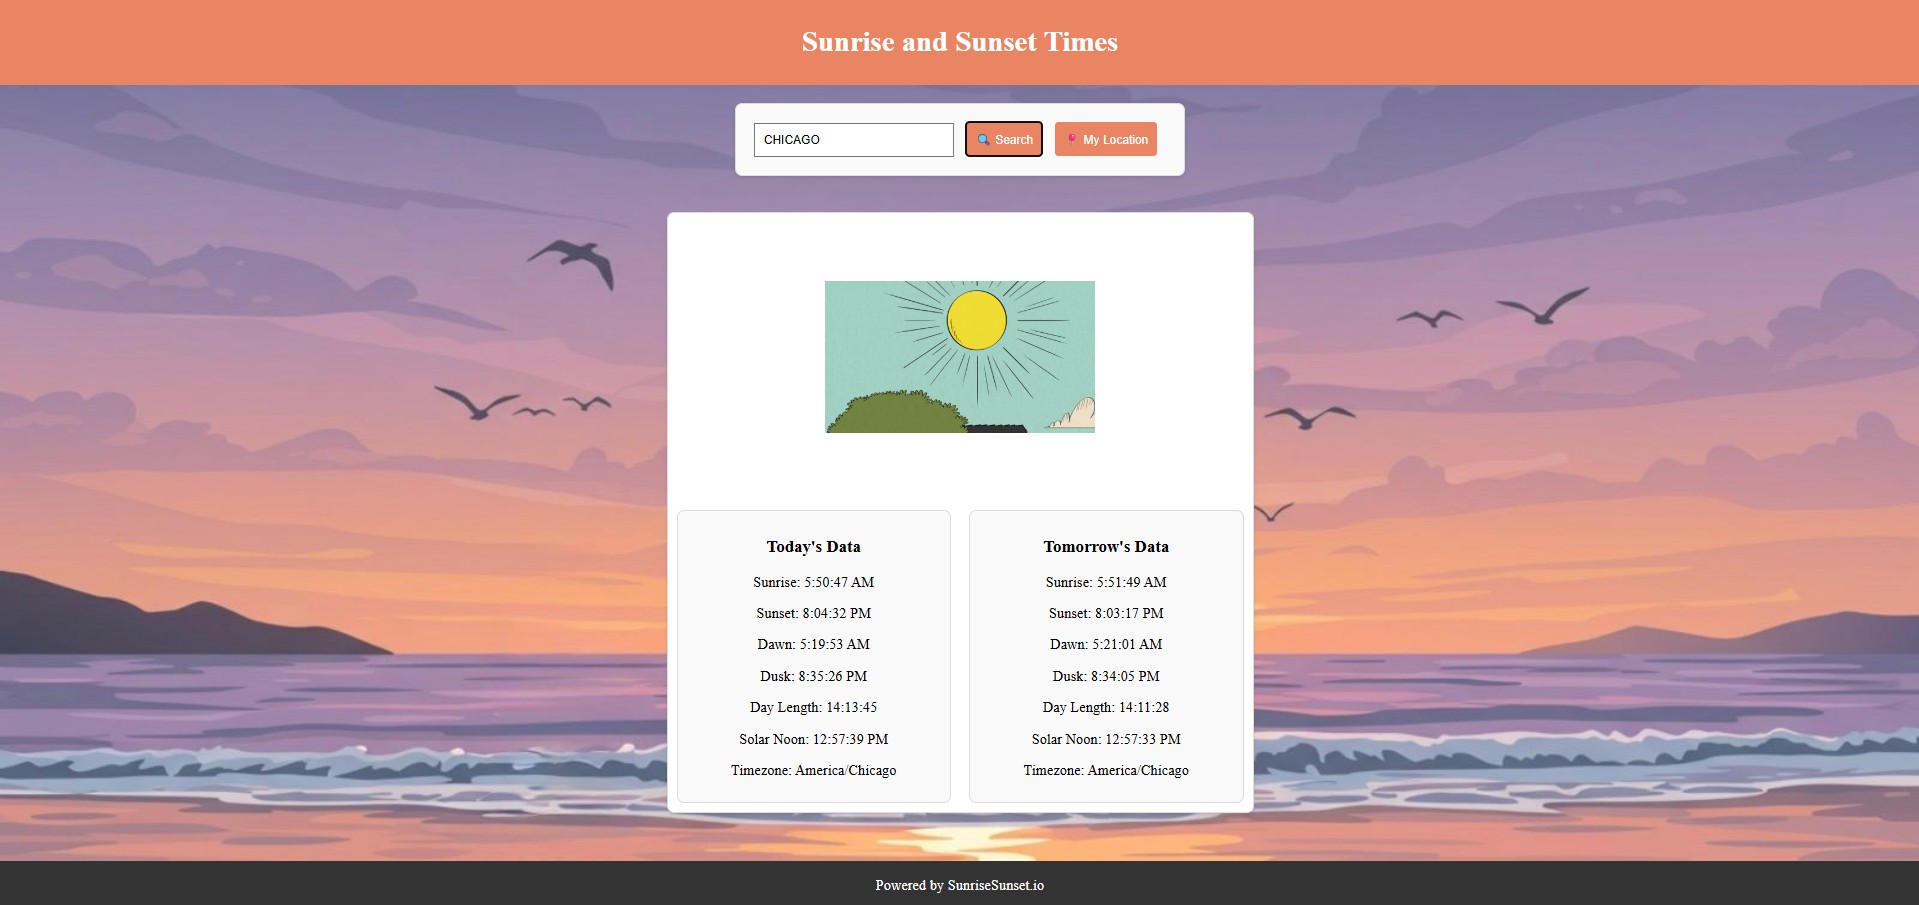 Sunrise and Sunset Times
CHICAGO
🔍 Search
📍 My Location
Today's Data
Sunrise: 5:50:47 AM
Sunset: 8:04:32 PM
Dawn: 5:19:53 AM
Dusk: 8:35:26 PM
Day Length: 14:13:45
Solar Noon: 12:57:39 PM
Timezone: America/Chicago
Tomorrow's Data
Sunrise: 5:51:49 AM
Sunset: 8:03:17 PM
Dawn: 5:21:01 AM
Dusk: 8:34:05 PM
Day Length: 14:11:28
Solar Noon: 12:57:33 PM
Timezone: America/Chicago
Powered by SunriseSunset.io